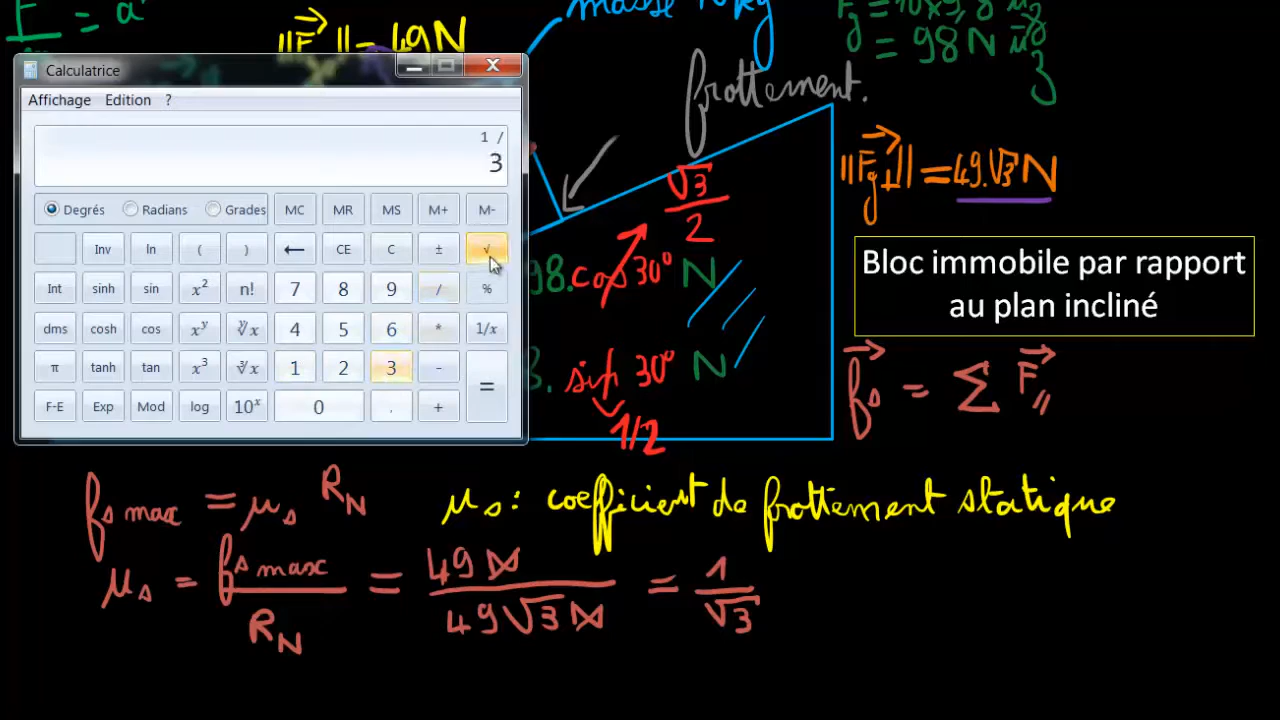 masse 10 kg
= a
||F|| = 49N
Fg = 10 x 9,8
= 98 N
frottement.
||Fg⊥|| = 49.√3 N
√3/2
98.cos 30° N
sin 30° N
1/2
Bloc immobile par rapport
au plan incliné
fs = Σ F//
Calculatrice
Affichage Edition ?
1 /
3
Degrés Radians Grades MC MR MS M+ M-
Inv ln ( ) ← CE C ± √
Int sinh sin x² n! 7 8 9 / %
dms cosh cos xʸ ʸ√x 4 5 6 * 1/x
π tanh tan x³ ³√x 1 2 3 - =
F-E Exp Mod log 10ˣ 0 . +
fs max = μs RN μs : coefficient de frottement statique
μs = fs max / RN = 49 N / 49√3 N = 1/√3